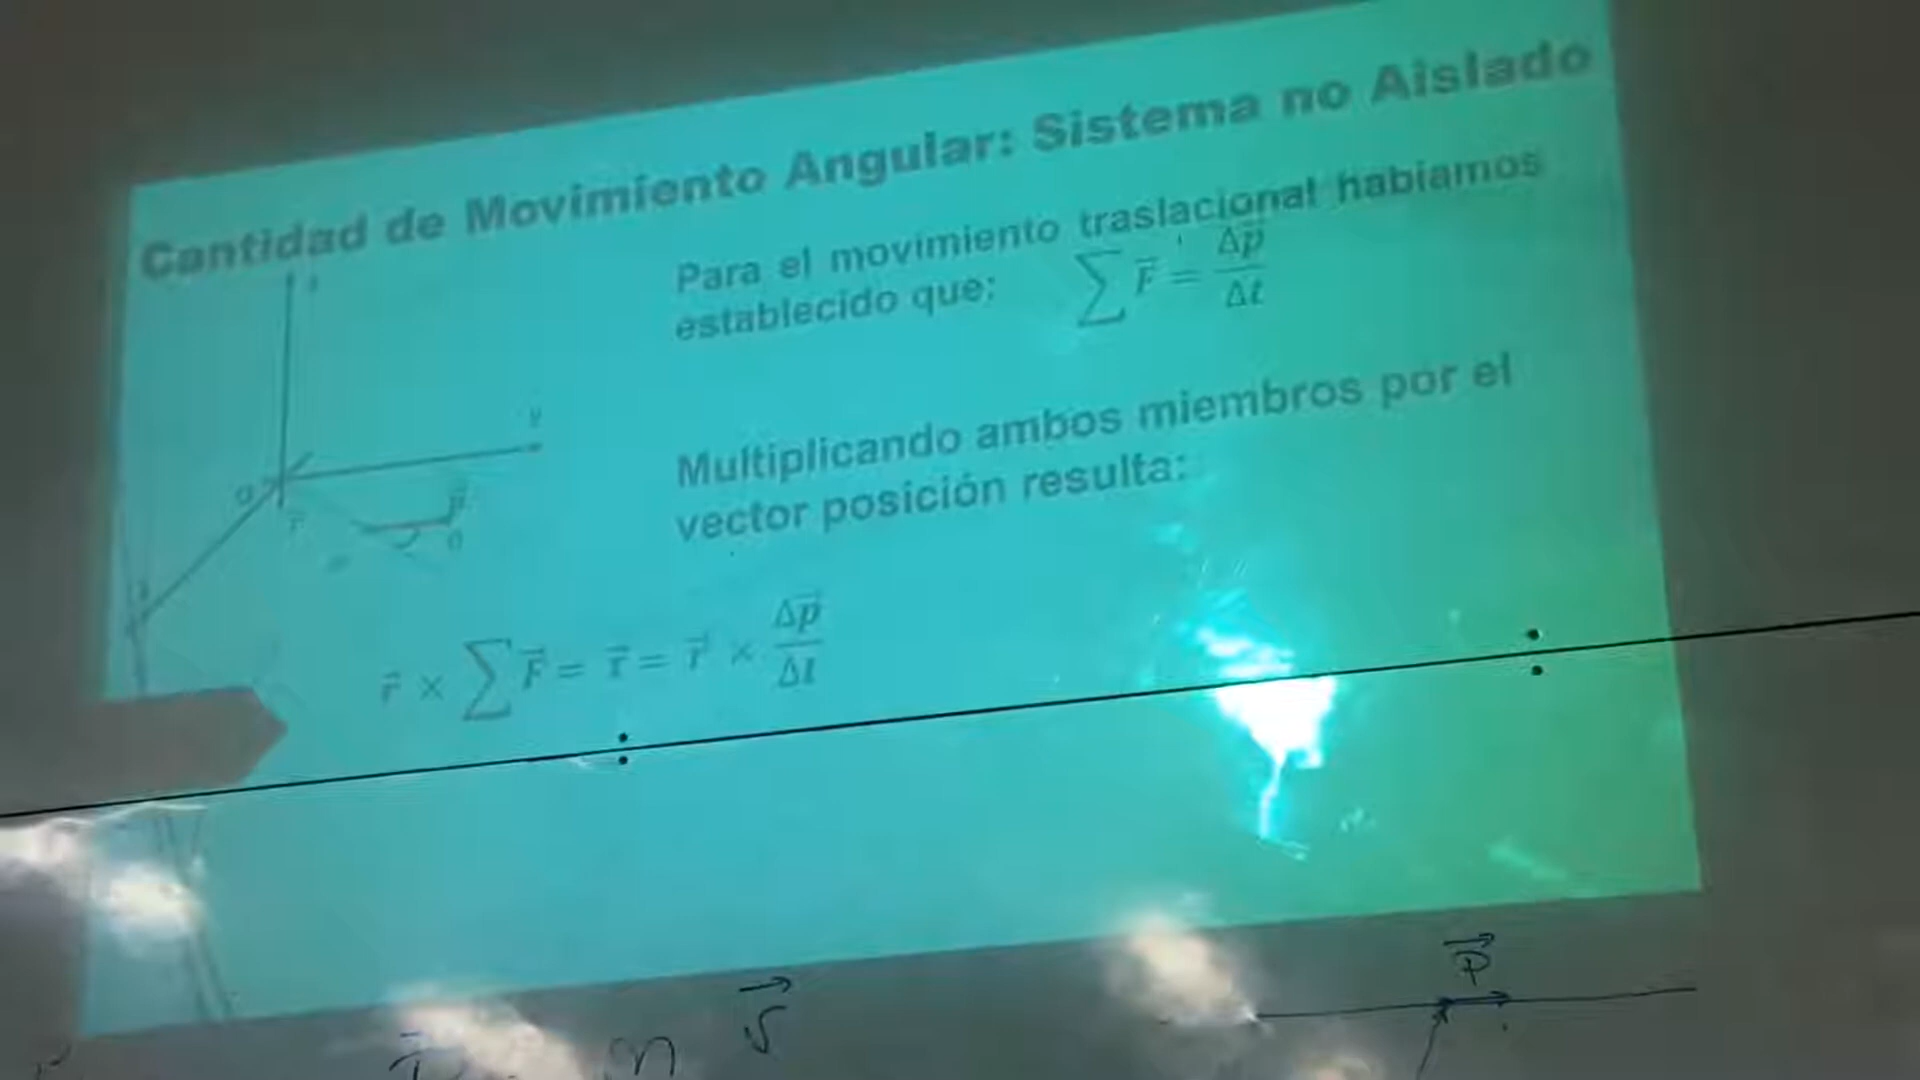 Cantidad de Movimiento Angular: Sistema no Aislado
Para el movimiento traslacional habiamos
establecido que: ∑ F⃗ = Δp⃗ / Δt
Multiplicando ambos miembros por el
vector posición resulta:
y
O
r⃗
p⃗
θ
r⃗ × ∑ F⃗ = τ⃗ = r⃗ × Δp⃗ / Δt
p⃗
m v⃗